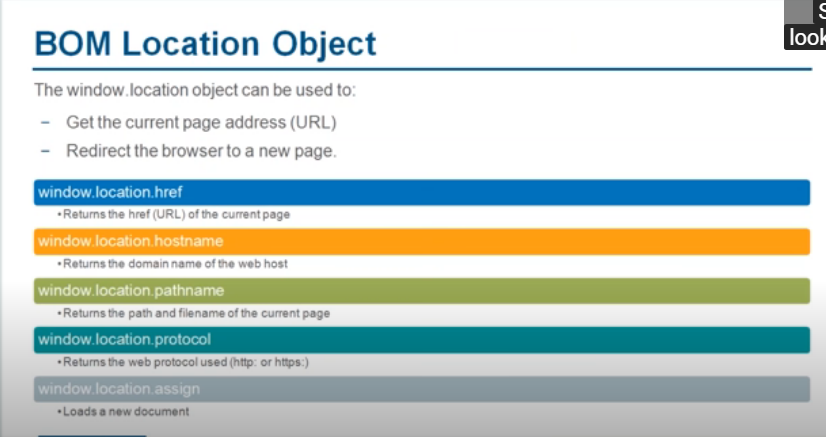 S
look
BOM Location Object
The window.location object can be used to:
– Get the current page address (URL)
– Redirect the browser to a new page.
window.location.href
• Returns the href (URL) of the current page
window.location.hostname
• Returns the domain name of the web host
window.location.pathname
• Returns the path and filename of the current page
window.location.protocol
• Returns the web protocol used (http: or https:)
window.location.assign
• Loads a new document